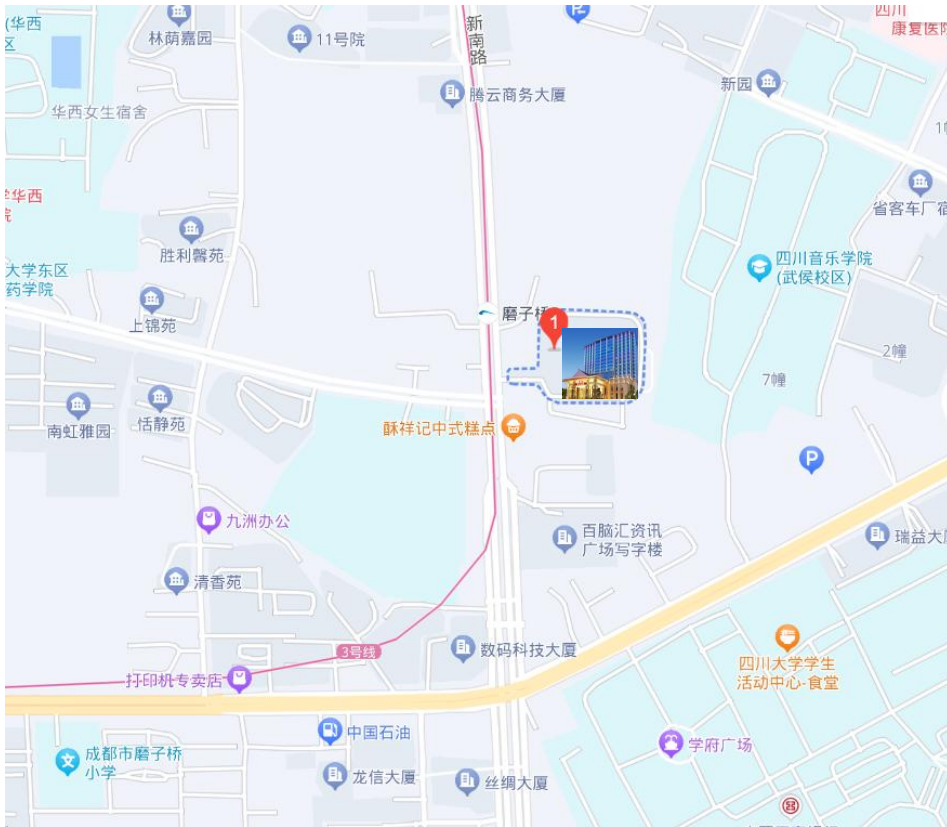 (华西
区
林荫嘉园
11号院
新南路
四川
康复医院
腾云商务大厦
新园
华西女生宿舍
学华西
院
省客车厂宿
胜利馨苑
四川音乐学院
(武侯校区)
大学东区
药学院
上锦苑
磨子桥
1
2幢
7幢
南虹雅园
恬静苑
酥祥记中式糕点
P
九洲办公
百脑汇资讯
广场写字楼
瑞益大厦
清香苑
3号线
数码科技大厦
四川大学学生
活动中心-食堂
打印机专卖店
中国石油
学府广场
文
成都市磨子桥
小学
龙信大厦
丝绸大厦